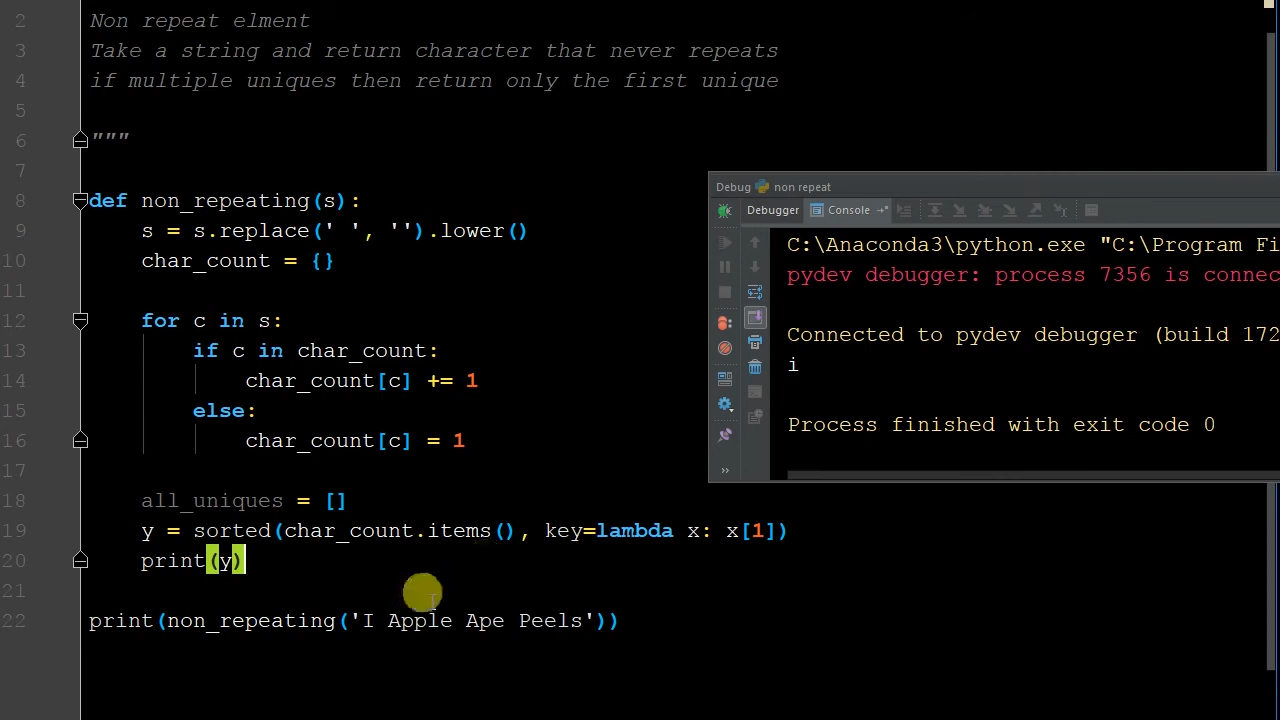 2 Non repeat elment
3 Take a string and return character that never repeats
4 if multiple uniques then return only the first unique
5
6 """
7
8 def non_repeating(s):
9 s = s.replace(' ', '').lower()
10 char_count = {}
11
12 for c in s:
13 if c in char_count:
14 char_count[c] += 1
15 else:
16 char_count[c] = 1
17
18 all_uniques = []
19 y = sorted(char_count.items(), key=lambda x: x[1])
20 print(y)
21
22 print(non_repeating('I Apple Ape Peels'))
Debug non repeat
Debugger Console
C:\Anaconda3\python.exe "C:\Program Fi
pydev debugger: process 7356 is connec
Connected to pydev debugger (build 172
i
Process finished with exit code 0